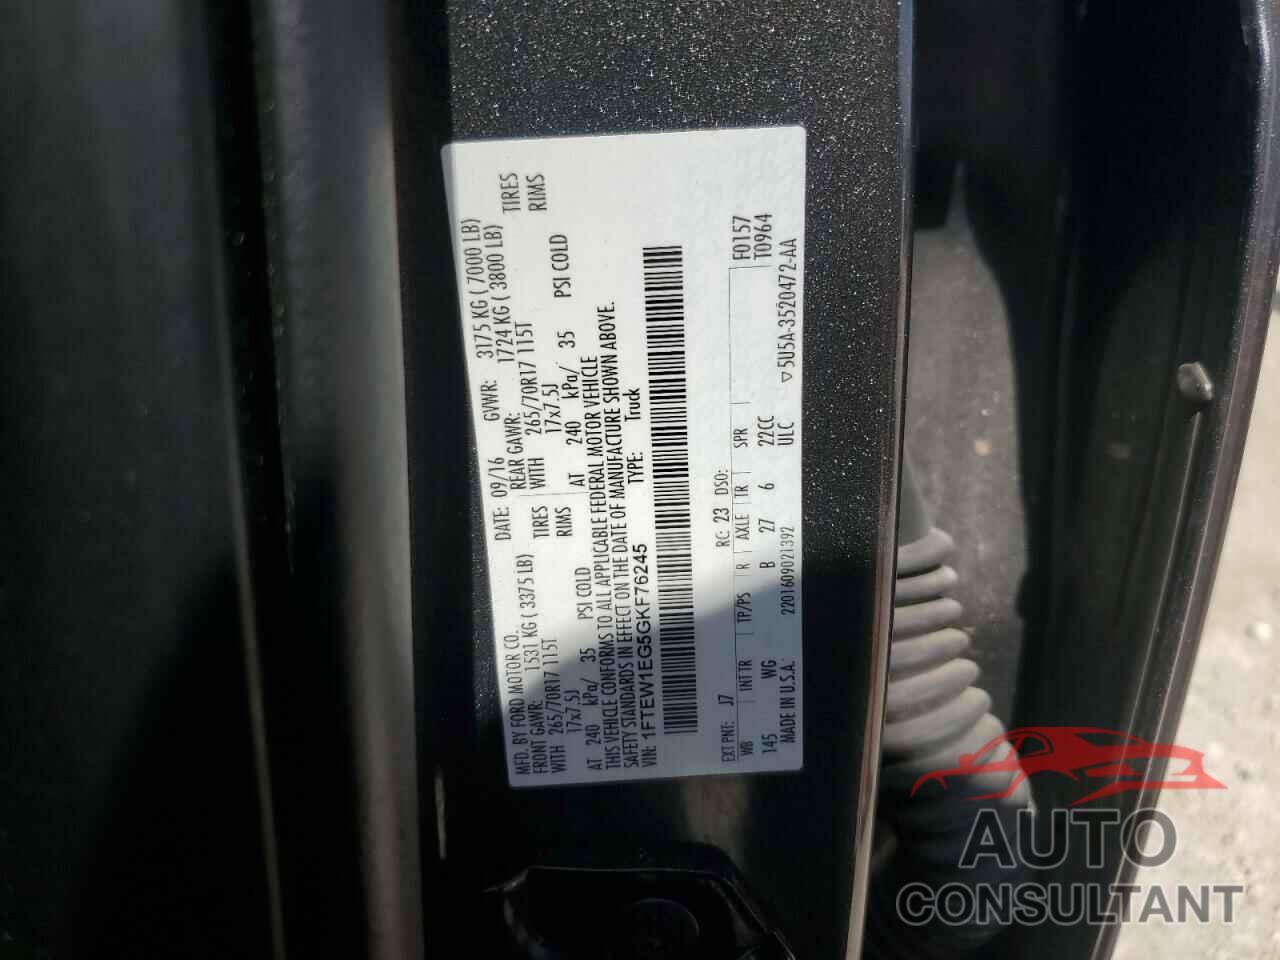 MFD. BY FORD MOTOR CO.
DATE: 09/16 GVWR: 3175 KG ( 7000 LB)
FRONT GAWR: 1531 KG ( 3375 LB) REAR GAWR: 1724 KG ( 3800 LB)
WITH 265/70R17 115T TIRES WITH 265/70R17 115T TIRES
17x7.5J RIMS 17x7.5J RIMS
AT 240 kPa/ 35 PSI COLD AT 240 kPa/ 35 PSI COLD
THIS VEHICLE CONFORMS TO ALL APPLICABLE FEDERAL MOTOR VEHICLE
SAFETY STANDARDS IN EFFECT ON THE DATE OF MANUFACTURE SHOWN ABOVE.
VIN: 1FTEW1EG5GKF76245 TYPE: Truck
F0157
T0964
EXT PNT: J7 RC: 23 DSO:
WB INT TR TP/PS R AXLE TR SPR
145 WG B 27 6 22CC
MADE IN U.S.A. 2201609021392 ULC ▽5U5A-3520472-AA
AUTO
CONSULTANT